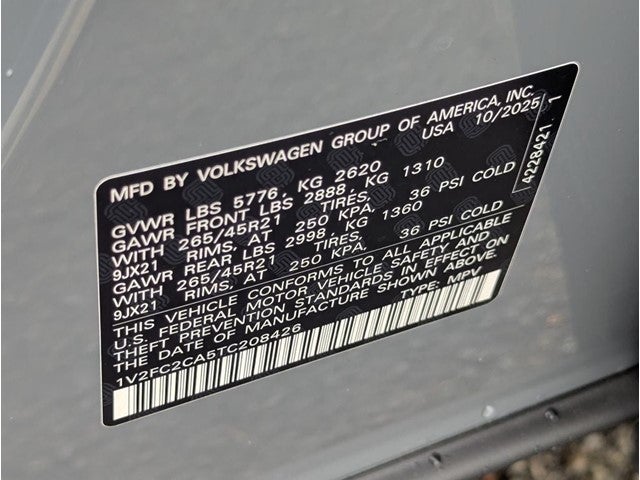 MFD BY VOLKSWAGEN GROUP OF AMERICA, INC.
USA 10/2025
GVWR LBS 5776, KG 2620
GAWR FRONT LBS 2888, KG 1310
WITH 265/45R21 TIRES,
9JX21 RIMS, AT 250 KPA, 36 PSI COLD
GAWR REAR LBS 2998, KG 1360
WITH 265/45R21 TIRES,
9JX21 RIMS, AT 250 KPA, 36 PSI COLD
THIS VEHICLE CONFORMS TO ALL APPLICABLE
U.S. FEDERAL MOTOR VEHICLE SAFETY AND
THEFT PREVENTION STANDARDS IN EFFECT ON
THE DATE OF MANUFACTURE SHOWN ABOVE.
1V2FC2CA5TC208426 TYPE: MPV
4228421 1